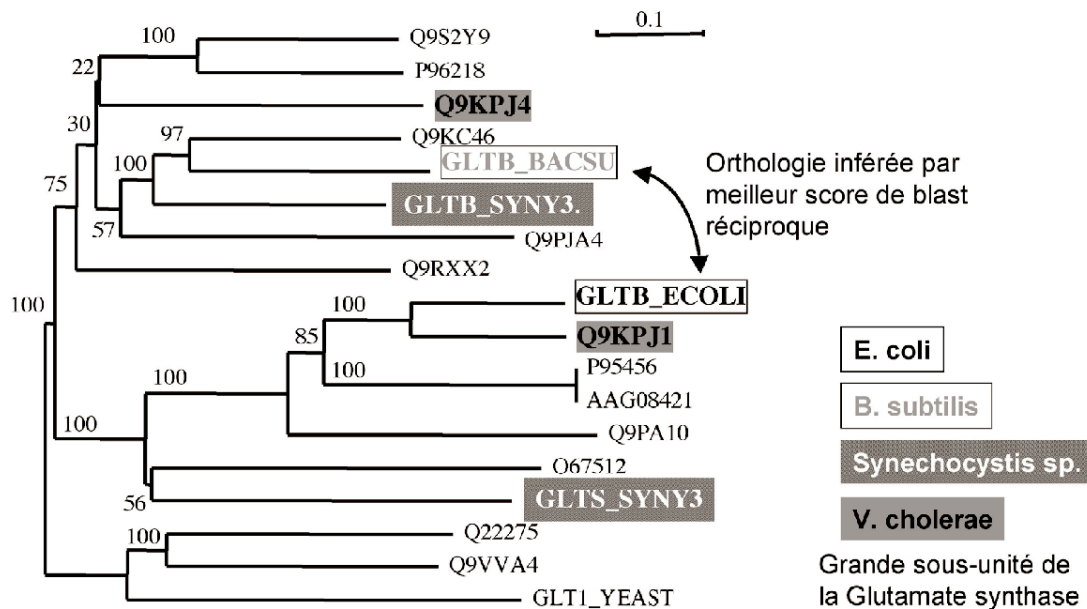 0.1
100
Q9S2Y9
22
P96218
Q9KPJ4
30
97
Q9KC46
100
GLTB_BACSU
75
GLTB_SYNY3.
57
Q9PJA4
Orthologie inférée par
meilleur score de blast
réciproque
Q9RXX2
100
100
GLTB_ECOLI
85
Q9KPJ1
100
P95456
100
AAG08421
100
Q9PA10
O67512
56
GLTS_SYNY3
100
Q22275
Q9VVA4
GLT1_YEAST
E. coli
B. subtilis
Synechocystis sp.
V. cholerae
Grande sous-unité de
la Glutamate synthase